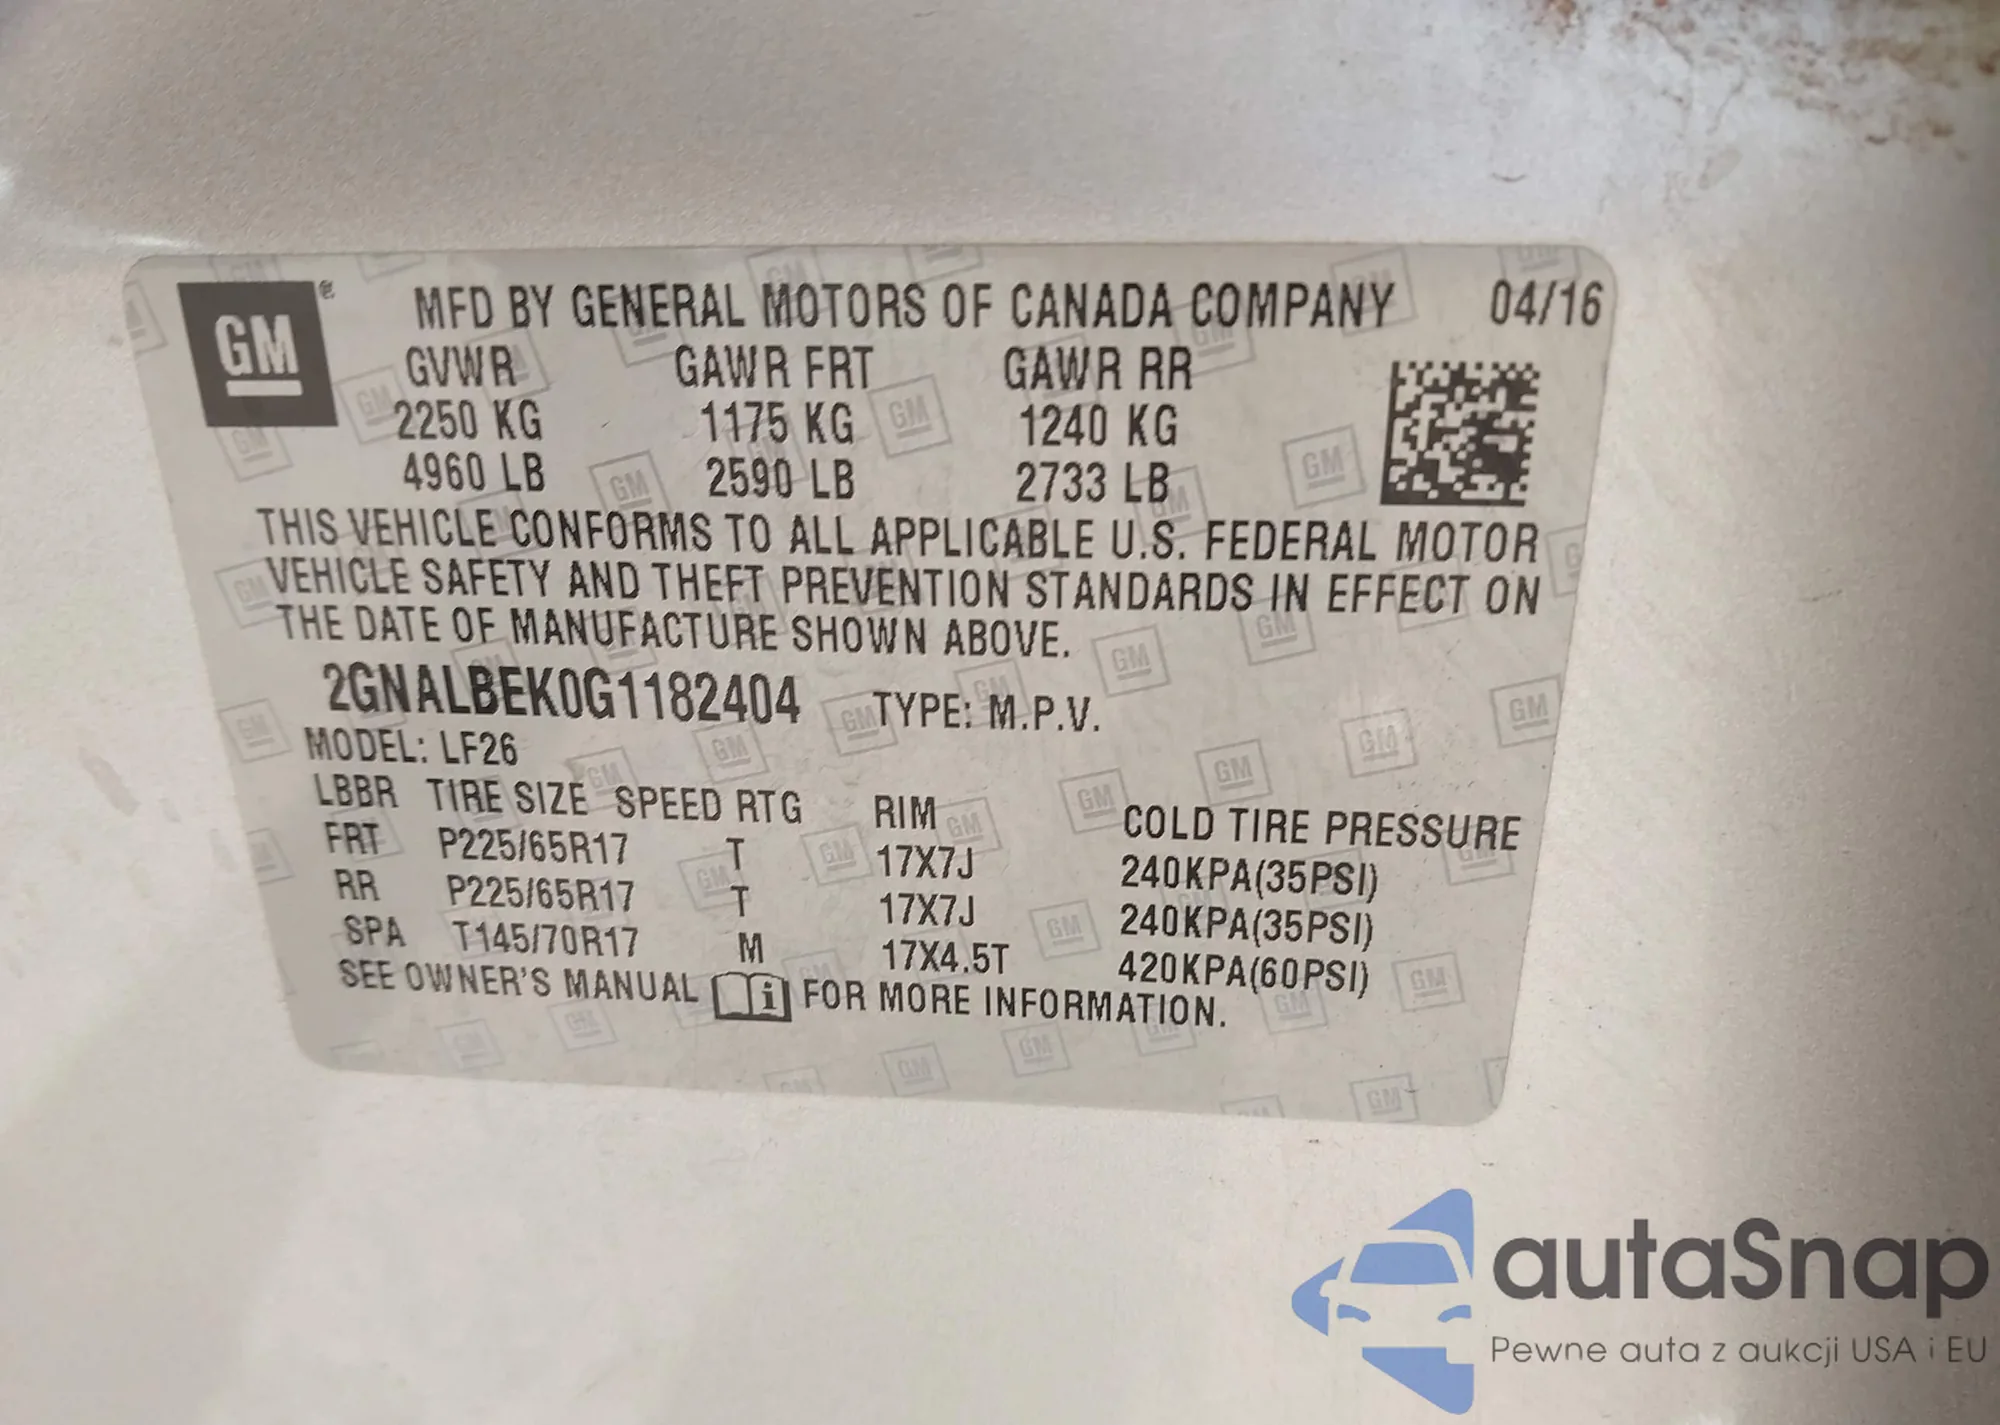 GM
®
MFD BY GENERAL MOTORS OF CANADA COMPANY 04/16
GVWR GAWR FRT GAWR RR
2250 KG 1175 KG 1240 KG
4960 LB 2590 LB 2733 LB
THIS VEHICLE CONFORMS TO ALL APPLICABLE U.S. FEDERAL MOTOR
VEHICLE SAFETY AND THEFT PREVENTION STANDARDS IN EFFECT ON
THE DATE OF MANUFACTURE SHOWN ABOVE.
2GNALBEK0G1182404 TYPE: M.P.V.
MODEL: LF26
LBBR TIRE SIZE SPEED RTG RIM COLD TIRE PRESSURE
FRT P225/65R17 T 17X7J 240KPA(35PSI)
RR P225/65R17 T 17X7J 240KPA(35PSI)
SPA T145/70R17 M 17X4.5T 420KPA(60PSI)
SEE OWNER'S MANUAL i FOR MORE INFORMATION.
autaSnap
Pewne auta z aukcji USA i EU